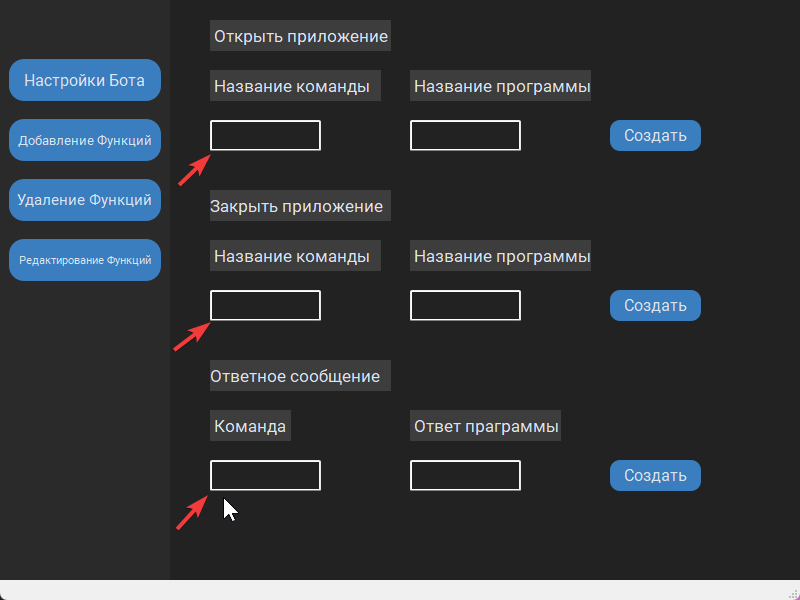 Настройки Бота
Добавление Функций
Удаление Функций
Редактирование Функций
Открыть приложение
Название команды Название программы
Создать
Закрыть приложение
Название команды Название программы
Создать
Ответное сообщение
Команда Ответ праграммы
Создать